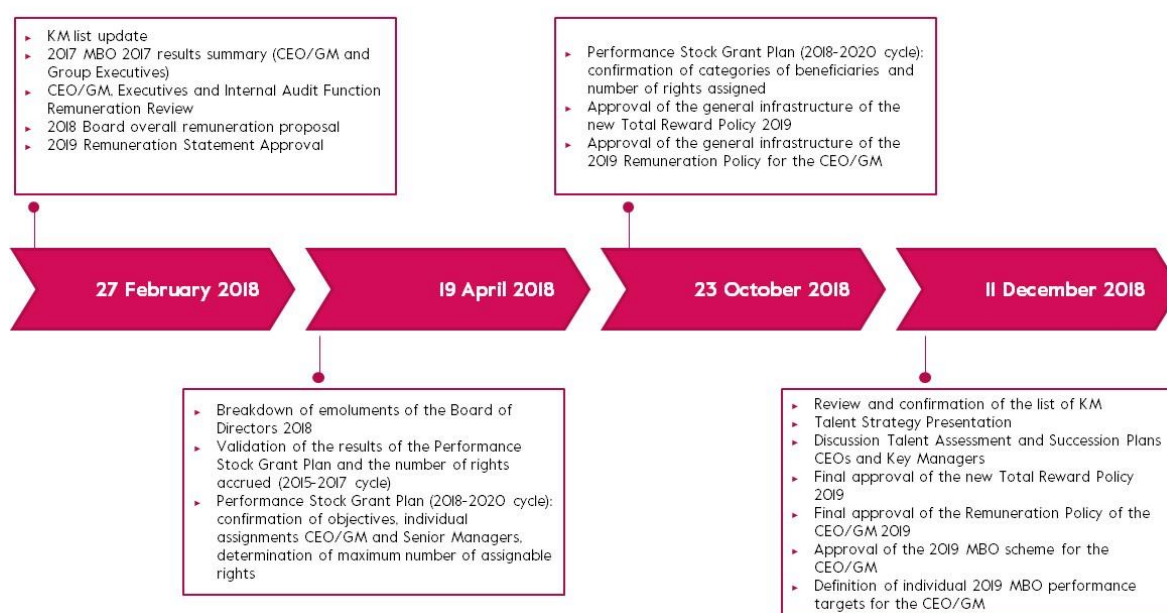 ▸ KM list update
▸ 2017 MBO 2017 results summary (CEO/GM and
Group Executives)
▸ CEO/GM, Executives and Internal Audit Function
Remuneration Review
▸ 2018 Board overall remuneration proposal
▸ 2019 Remuneration Statement Approval
▸ Performance Stock Grant Plan (2018-2020 cycle):
confirmation of categories of beneficiaries and
number of rights assigned
▸ Approval of the general infrastructure of the
new Total Reward Policy 2019
▸ Approval of the general infrastructure of the
2019 Remuneration Policy for the CEO/GM
27 February 2018
19 April 2018
23 October 2018
11 December 2018
▸ Breakdown of emoluments of the Board of
Directors 2018
▸ Validation of the results of the Performance
Stock Grant Plan and the number of rights
accrued (2015-2017 cycle)
▸ Performance Stock Grant Plan (2018-2020 cycle):
confirmation of objectives, individual
assignments CEO/GM and Senior Managers,
determination of maximum number of assignable
rights
▸ Review and confirmation of the list of KM
▸ Talent Strategy Presentation
▸ Discussion Talent Assessment and Succession Plans
CEOs and Key Managers
▸ Final approval of the new Total Reward Policy
2019
▸ Final approval of the Remuneration Policy of the
CEO/GM 2019
▸ Approval of the 2019 MBO scheme for the
CEO/GM
▸ Definition of individual 2019 MBO performance
targets for the CEO/GM